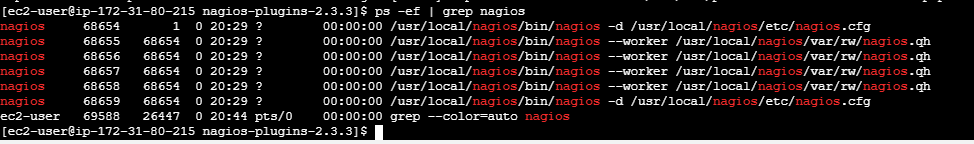 [ec2-user@ip-172-31-80-215 nagios-plugins-2.3.3]$ ps -ef | grep nagios
nagios     68654       1  0 20:29 ?        00:00:00 /usr/local/nagios/bin/nagios -d /usr/local/nagios/etc/nagios.cfg
nagios     68655   68654  0 20:29 ?        00:00:00 /usr/local/nagios/bin/nagios --worker /usr/local/nagios/var/rw/nagios.qh
nagios     68656   68654  0 20:29 ?        00:00:00 /usr/local/nagios/bin/nagios --worker /usr/local/nagios/var/rw/nagios.qh
nagios     68657   68654  0 20:29 ?        00:00:00 /usr/local/nagios/bin/nagios --worker /usr/local/nagios/var/rw/nagios.qh
nagios     68658   68654  0 20:29 ?        00:00:00 /usr/local/nagios/bin/nagios --worker /usr/local/nagios/var/rw/nagios.qh
nagios     68659   68654  0 20:29 ?        00:00:00 /usr/local/nagios/bin/nagios -d /usr/local/nagios/etc/nagios.cfg
ec2-user   69588   26447  0 20:44 pts/0    00:00:00 grep --color=auto nagios
[ec2-user@ip-172-31-80-215 nagios-plugins-2.3.3]$